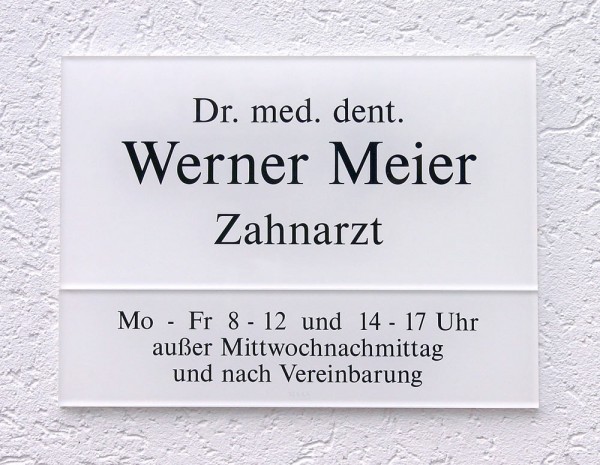 Dr. med. dent.
Werner Meier
Zahnarzt
Mo - Fr 8 - 12 und 14 - 17 Uhr
außer Mittwochnachmittag
und nach Vereinbarung